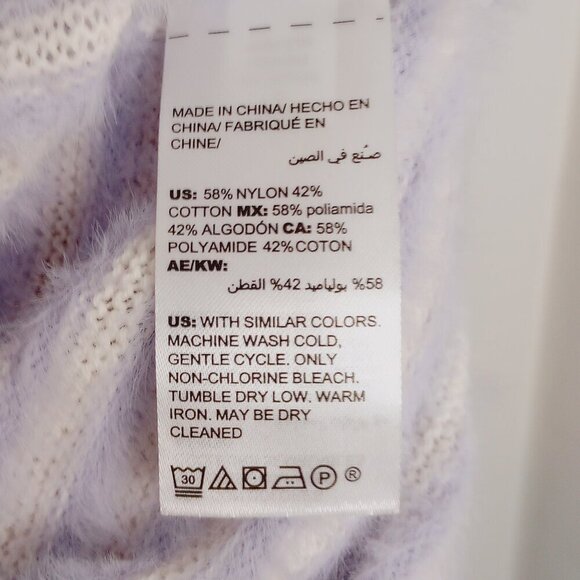 MADE IN CHINA/ HECHO EN
CHINA/ FABRIQUÉ EN
CHINE/
صُنع في الصين
US: 58% NYLON 42%
COTTON MX: 58% poliamida
42% ALGODÓN CA: 58%
POLYAMIDE 42% COTON
AE/KW:
58% بولياميد 42% القطن
US: WITH SIMILAR COLORS.
MACHINE WASH COLD,
GENTLE CYCLE. ONLY
NON-CHLORINE BLEACH.
TUMBLE DRY LOW. WARM
IRON. MAY BE DRY
CLEANED
30 P ®